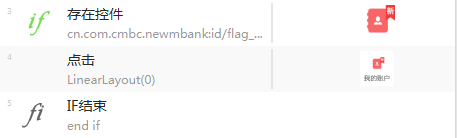 3
if
存在控件
cn.com.cmbc.newmbank:id/flag_...
新
4
点击
LinearLayout(0)
我的账户
5
fi
IF结束
end if